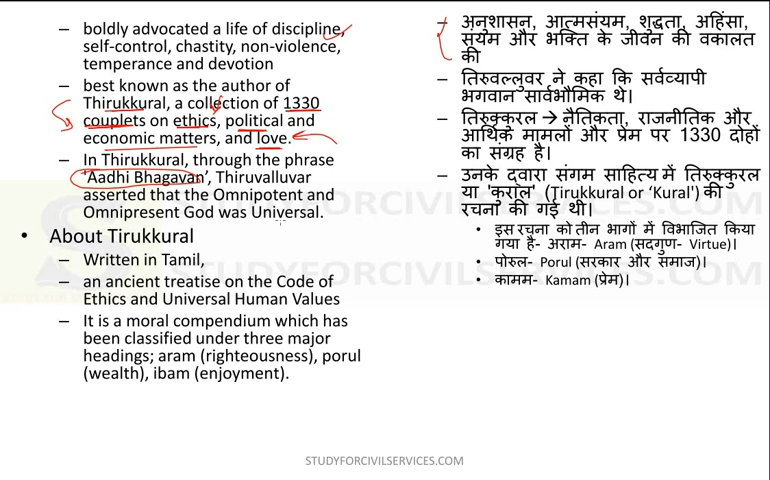 – boldly advocated a life of discipline,
self-control, chastity, non-violence,
temperance and devotion
– best known as the author of
Thirukkural, a collection of 1330
couplets on ethics, political and
economic matters, and love.
– In Thirukkural, through the phrase
'Aadhi Bhagavan', Thiruvalluvar
asserted that the Omnipotent and
Omnipresent God was Universal.
• About Tirukkural
– Written in Tamil,
– an ancient treatise on the Code of
Ethics and Universal Human Values
– It is a moral compendium which has
been classified under three major
headings; aram (righteousness), porul
(wealth), ibam (enjoyment).
– अनुशासन, आत्मसंयम, शुद्धता, अहिंसा,
संयम और भक्ति के जीवन की वकालत
की
– तिरुवल्लुवर ने कहा कि सर्वव्यापी
भगवान सार्वभौमिक थे।
– तिरुक्कुरल → नैतिकता, राजनीतिक और
आर्थिक मामलों और प्रेम पर 1330 दोहों
का संग्रह है।
– उनके द्वारा संगम साहित्य में तिरुक्कुरल
या 'कुराल' (Tirukkural or ‘Kural’) की
रचना की गई थी।
• इस रचना को तीन भागों में विभाजित किया
गया है- अराम- Aram (सदगुण- Virtue)।
• पोरुल- Porul (सरकार और समाज)।
• कामम- Kamam (प्रेम)।
STUDYFORCIVILSERVICES.COM
STUDYFORCIVILSERVICES.COM
STUDYFORCIVILSERVICES.COM